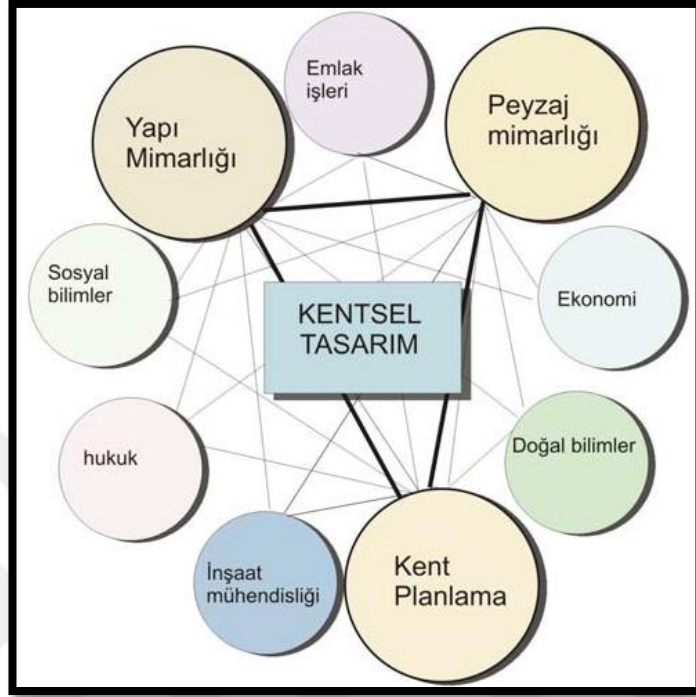 Emlak
işleri
Yapı
Mimarlığı
Peyzaj
mimarlığı
Sosyal
bilimler
KENTSEL
TASARIM
Ekonomi
hukuk
Doğal bilimler
İnşaat
mühendisliği
Kent
Planlama